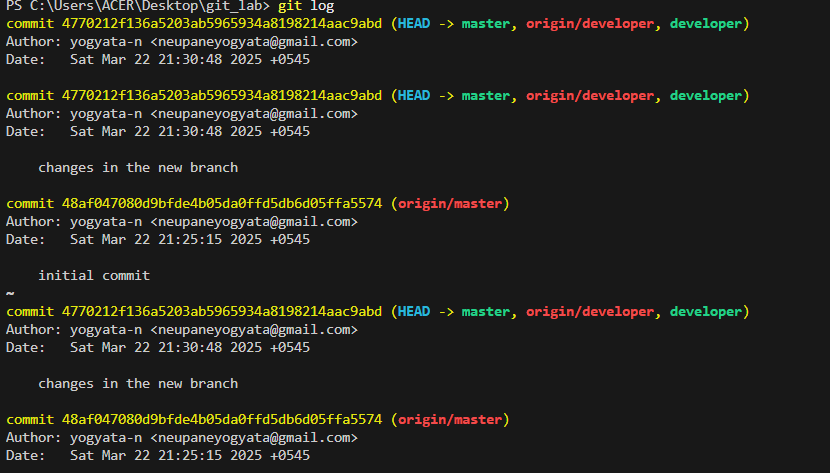 PS C:\Users\ACER\Desktop\git_lab> git log
commit 4770212f136a5203ab5965934a8198214aac9abd (HEAD -> master, origin/developer, developer)
Author: yogyata-n <neupaneyogyata@gmail.com>
Date:   Sat Mar 22 21:30:48 2025 +0545
commit 4770212f136a5203ab5965934a8198214aac9abd (HEAD -> master, origin/developer, developer)
Author: yogyata-n <neupaneyogyata@gmail.com>
Date:   Sat Mar 22 21:30:48 2025 +0545
    changes in the new branch
commit 48af047080d9bfde4b05da0ffd5db6d05ffa5574 (origin/master)
Author: yogyata-n <neupaneyogyata@gmail.com>
Date:   Sat Mar 22 21:25:15 2025 +0545
    initial commit
~
commit 4770212f136a5203ab5965934a8198214aac9abd (HEAD -> master, origin/developer, developer)
Author: yogyata-n <neupaneyogyata@gmail.com>
Date:   Sat Mar 22 21:30:48 2025 +0545
    changes in the new branch
commit 48af047080d9bfde4b05da0ffd5db6d05ffa5574 (origin/master)
Author: yogyata-n <neupaneyogyata@gmail.com>
Date:   Sat Mar 22 21:25:15 2025 +0545